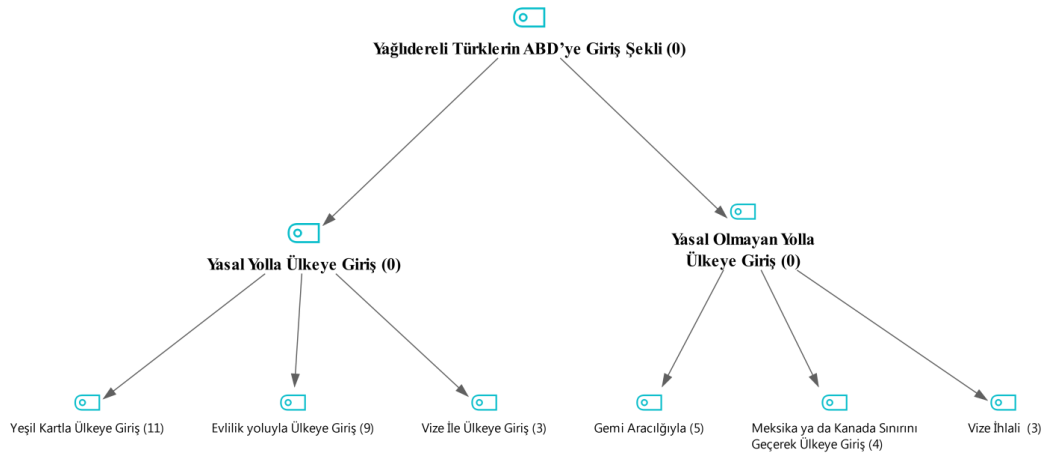 Yağlıdereli Türklerin ABD’ye Giriş Şekli (0)
Yasal Yolla Ülkeye Giriş (0)
Yasal Olmayan Yolla
Ülkeye Giriş (0)
Yeşil Kartla Ülkeye Giriş (11)
Evlilik yoluyla Ülkeye Giriş (9)
Vize İle Ülkeye Giriş (3)
Gemi Aracılğıyla (5)
Meksika ya da Kanada Sınırını
Geçerek Ülkeye Giriş (4)
Vize İhlali (3)